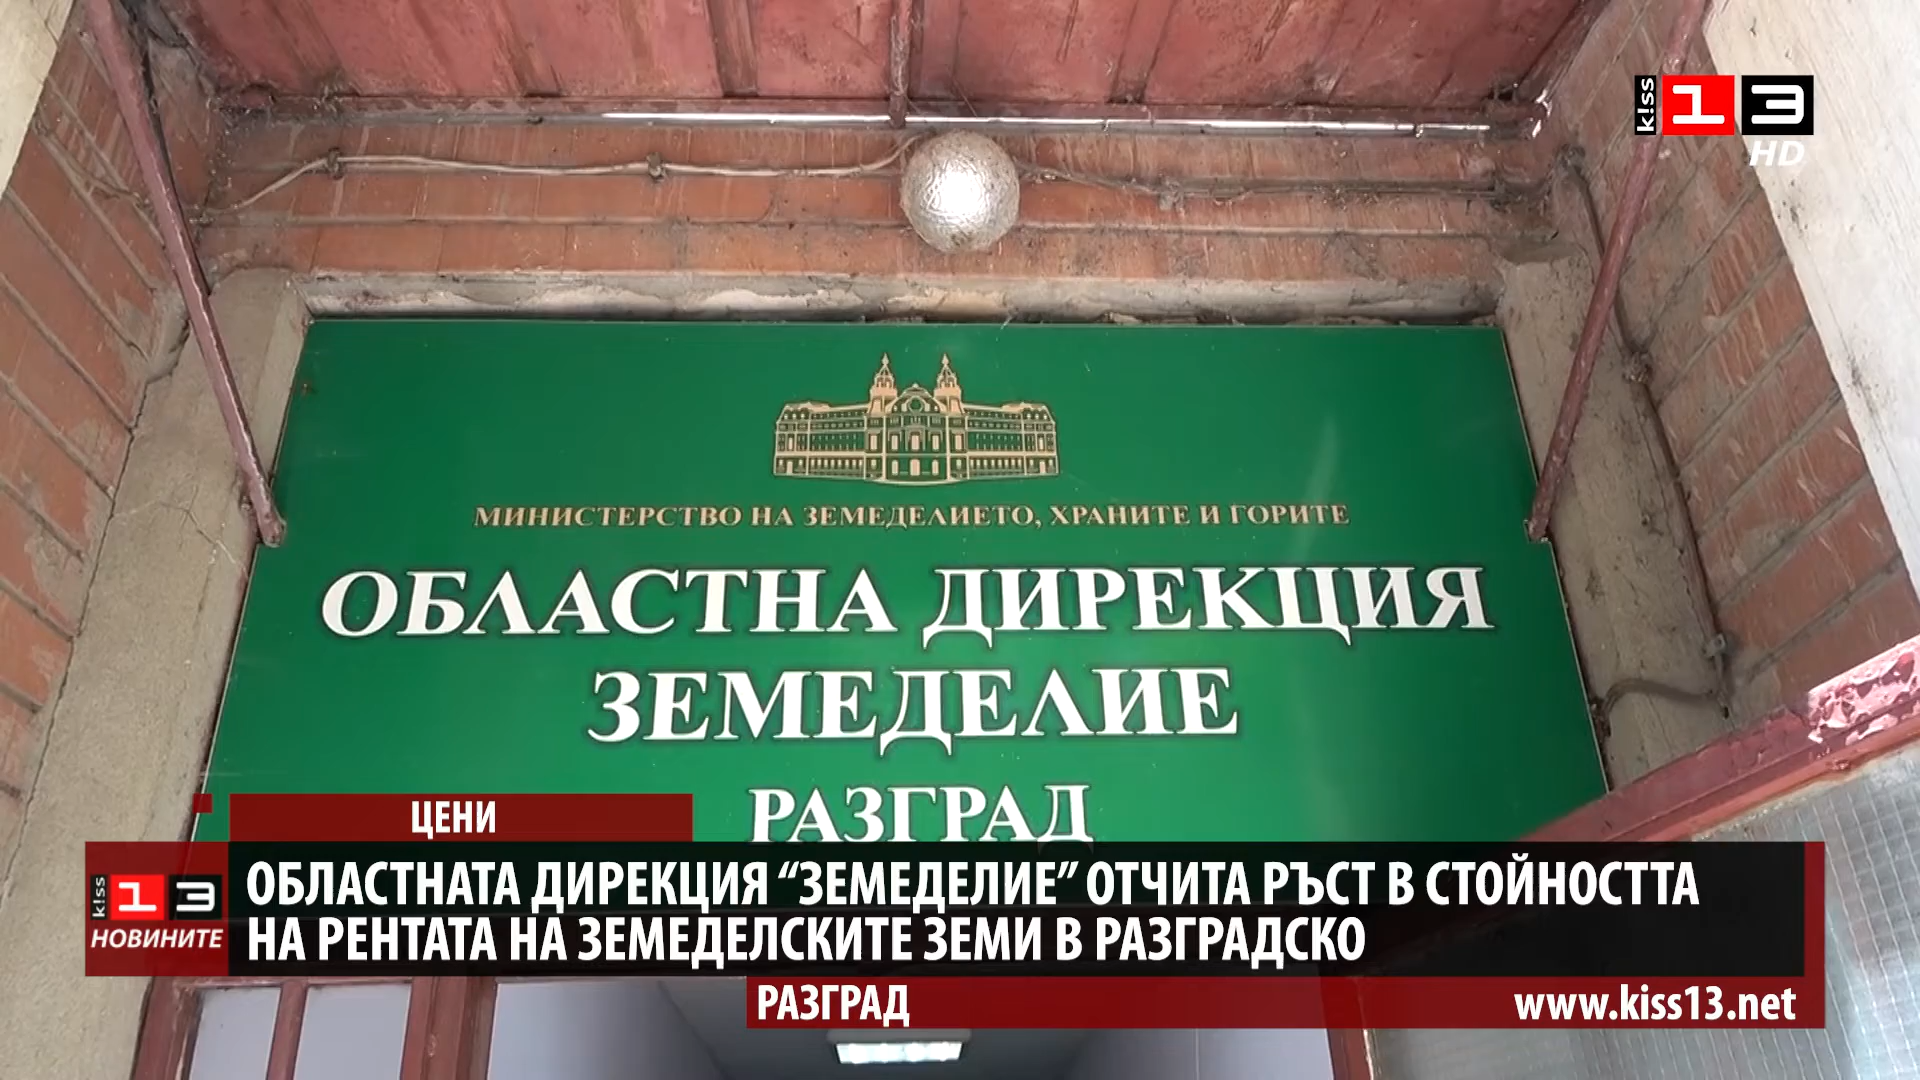 kiss 13
HD
МИНИСТЕРСТВО НА ЗЕМЕДЕЛИЕТО, ХРАНИТЕ И ГОРИТЕ
ОБЛАСТНА ДИРЕКЦИЯ
ЗЕМЕДЕЛИЕ
РАЗГРАД
ЦЕНИ
kiss 13
НОВИНИТЕ
ОБЛАСТНАТА ДИРЕКЦИЯ “ЗЕМЕДЕЛИЕ” ОТЧИТА РЪСТ В СТОЙНОСТТА
НА РЕНТАТА НА ЗЕМЕДЕЛСКИТЕ ЗЕМИ В РАЗГРАДСКО
РАЗГРАД
www.kiss13.net